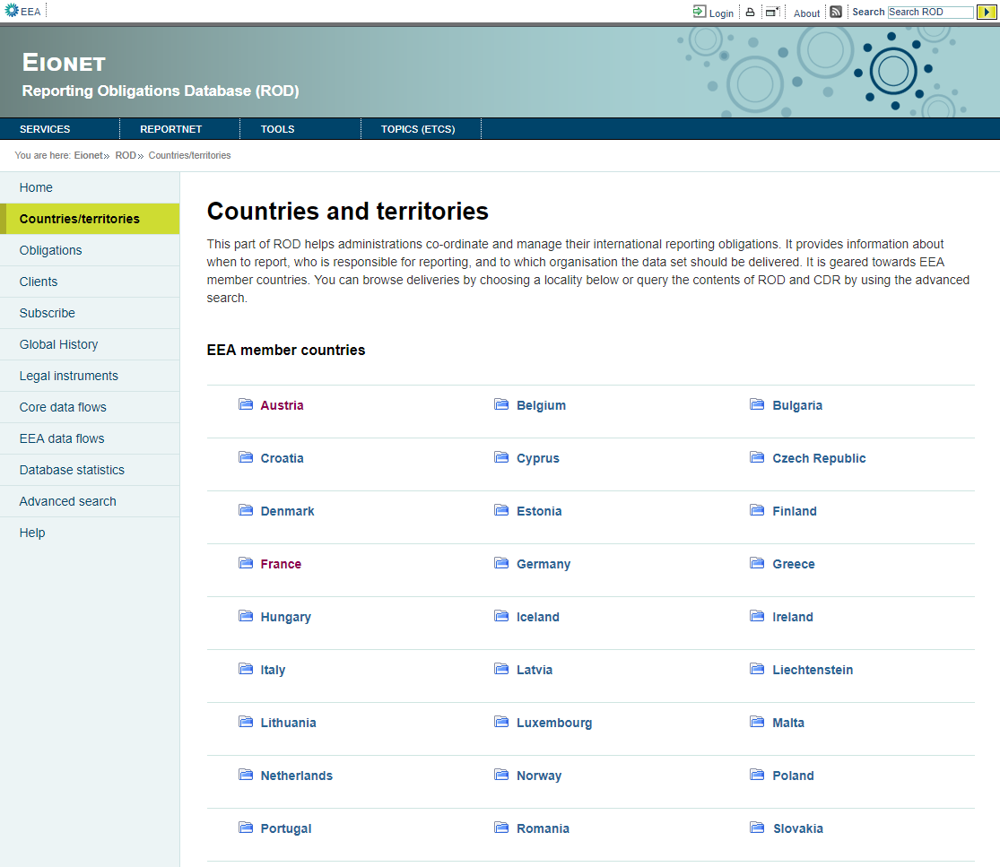 EEA
Login About Search Search ROD
EIONET
Reporting Obligations Database (ROD)
SERVICES REPORTNET TOOLS TOPICS (ETCS)
You are here: Eionet» ROD» Countries/territories
Home
Countries/territories
Obligations
Clients
Subscribe
Global History
Legal instruments
Core data flows
EEA data flows
Database statistics
Advanced search
Help
Countries and territories
This part of ROD helps administrations co-ordinate and manage their international reporting obligations. It provides information about
when to report, who is responsible for reporting, and to which organisation the data set should be delivered. It is geared towards EEA
member countries. You can browse deliveries by choosing a locality below or query the contents of ROD and CDR by using the advanced
search.
EEA member countries
Austria Belgium Bulgaria
Croatia Cyprus Czech Republic
Denmark Estonia Finland
France Germany Greece
Hungary Iceland Ireland
Italy Latvia Liechtenstein
Lithuania Luxembourg Malta
Netherlands Norway Poland
Portugal Romania Slovakia